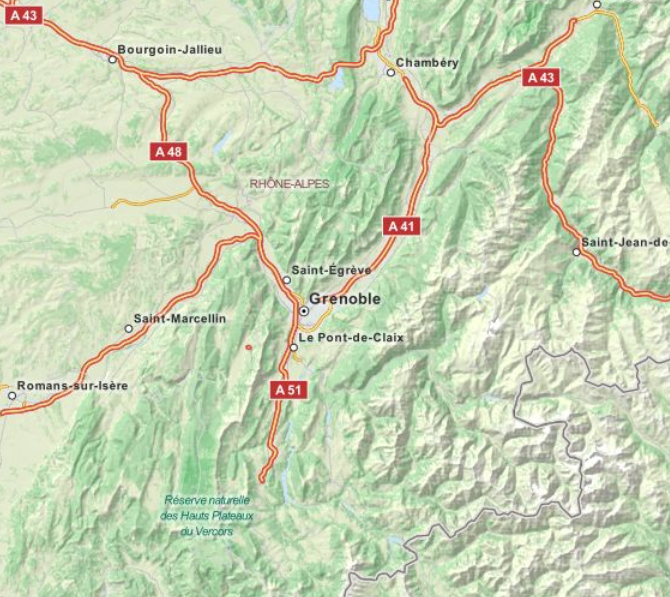 A 43
Bourgoin-Jallieu
Chambéry
A 43
A 48
RHÔNE-ALPES
A 41
Saint-Jean-de-
Saint-Égrève
Grenoble
Saint-Marcellin
Le Pont-de-Claix
Romans-sur-Isère
A 51
Réserve naturelle
des Hauts Plateaux
du Vercors